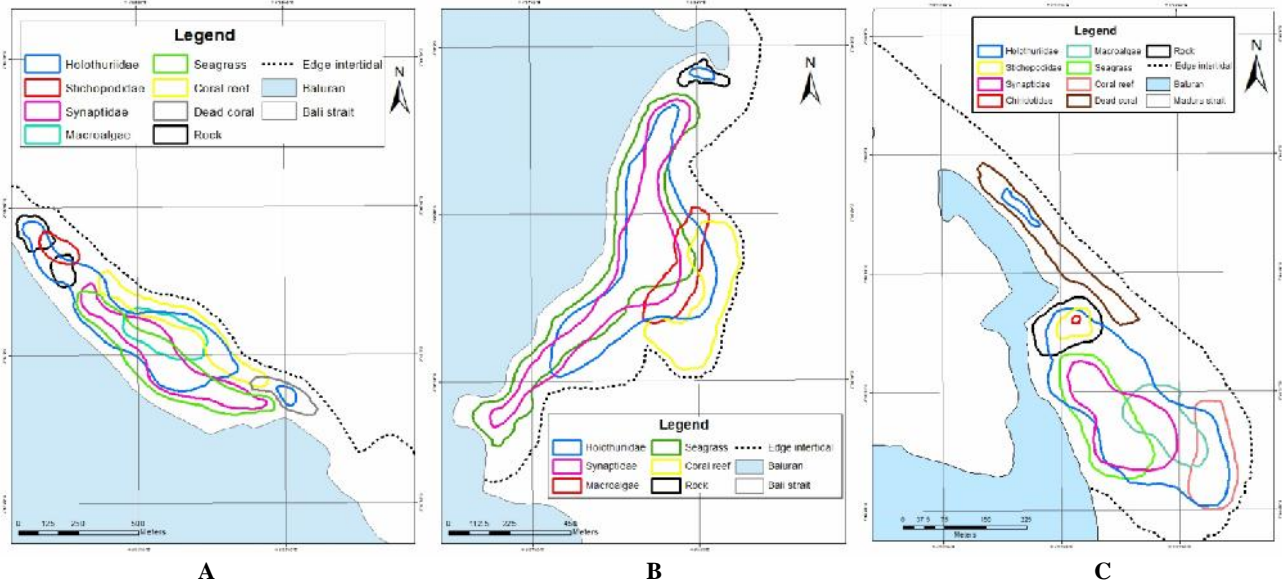 Legend
Holothuriidae
Seagrass
Edge intertidal
Stichopodidae
Coral reef
Baluran
Synaptidae
Dead coral
Bali strait
Macroalgae
Rock
N
0 125 250 500
Meters
A
N
Legend
Holothuriidae
Seagrass
Edge intertidal
Synaptidae
Coral reef
Baluran
Macroalgae
Rock
Bali strait
0 112.5 225 450
Meters
B
Legend
Holothuriidae
Macroalgae
Rock
Stichopodidae
Seagrass
Edge intertidal
Synaptidae
Coral reef
Baluran
Chiridotidae
Dead coral
Madura strait
N
0 37.5 75 150 225
Meters
C